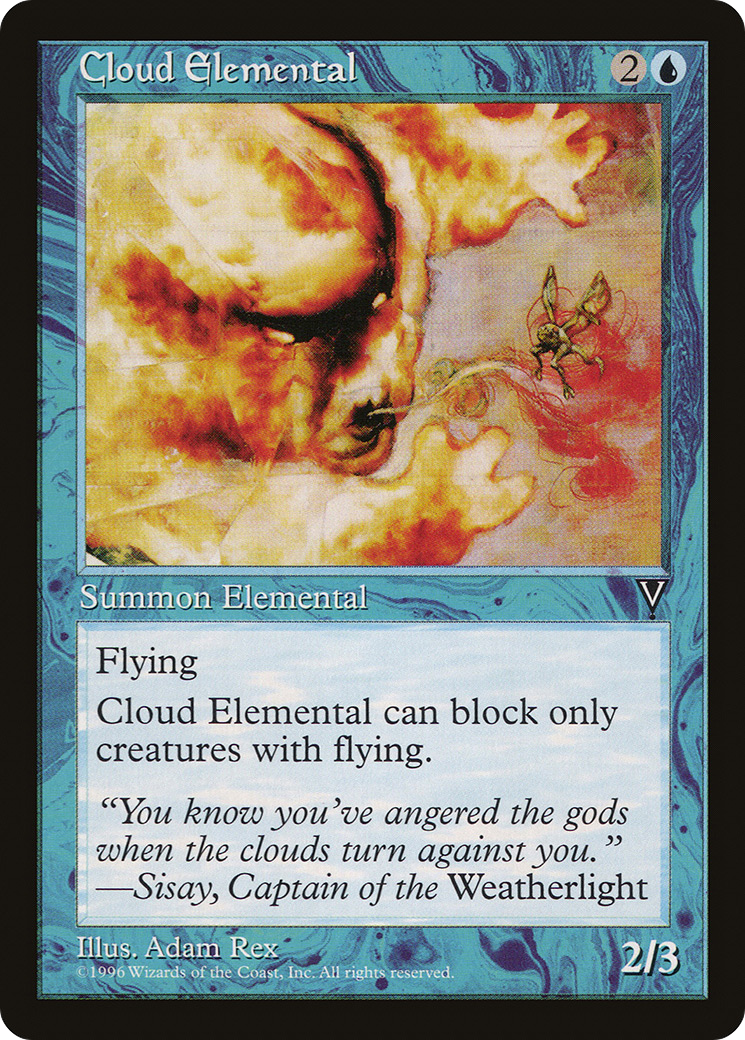 Cloud Elemental 2
Summon Elemental V
Flying
Cloud Elemental can block only
creatures with flying.
“You know you’ve angered the gods
when the clouds turn against you.”
—Sisay, Captain of the Weatherlight
Illus. Adam Rex
©1996 Wizards of the Coast, Inc. All rights reserved.
2/3